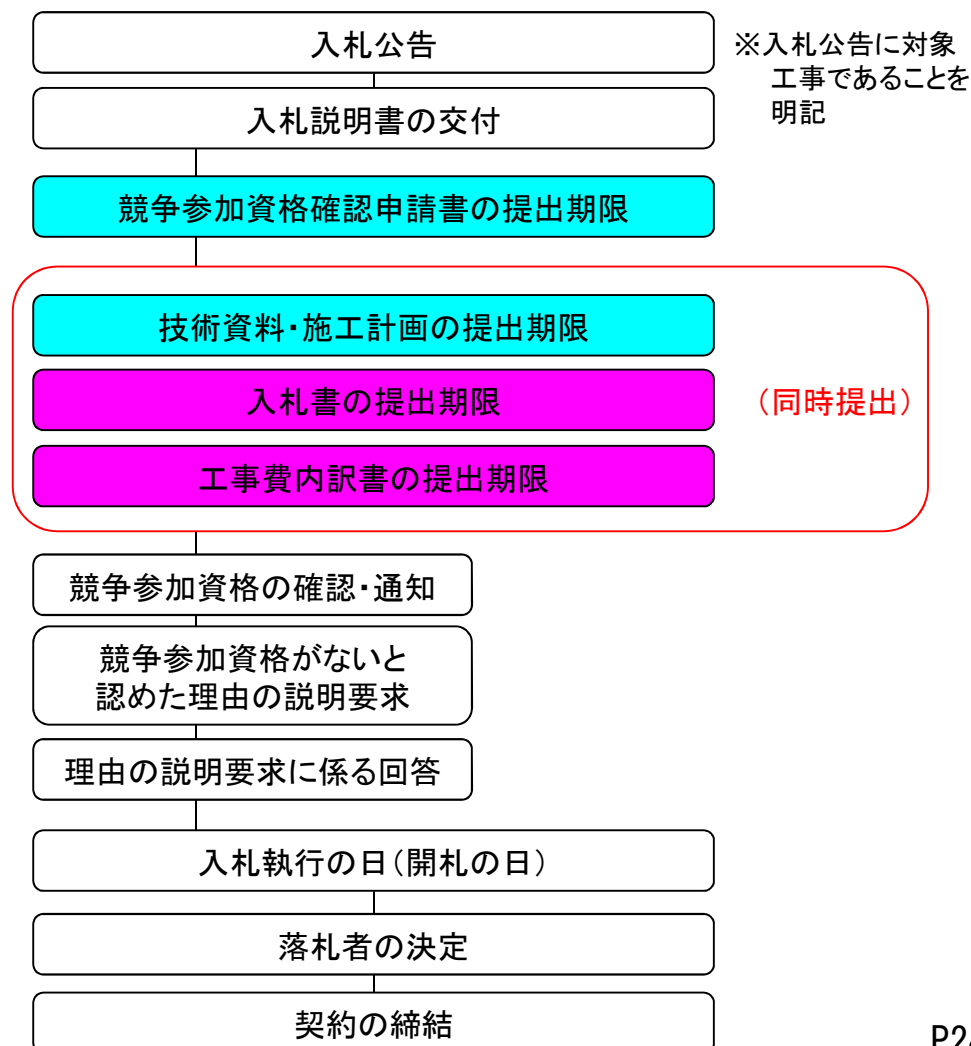 入札公告
※入札公告に対象
工事であることを
明記
入札説明書の交付
競争参加資格確認申請書の提出期限
技術資料・施工計画の提出期限
入札書の提出期限
(同時提出)
工事費内訳書の提出期限
競争参加資格の確認・通知
競争参加資格がないと
認めた理由の説明要求
理由の説明要求に係る回答
入札執行の日(開札の日)
落札者の決定
契約の締結